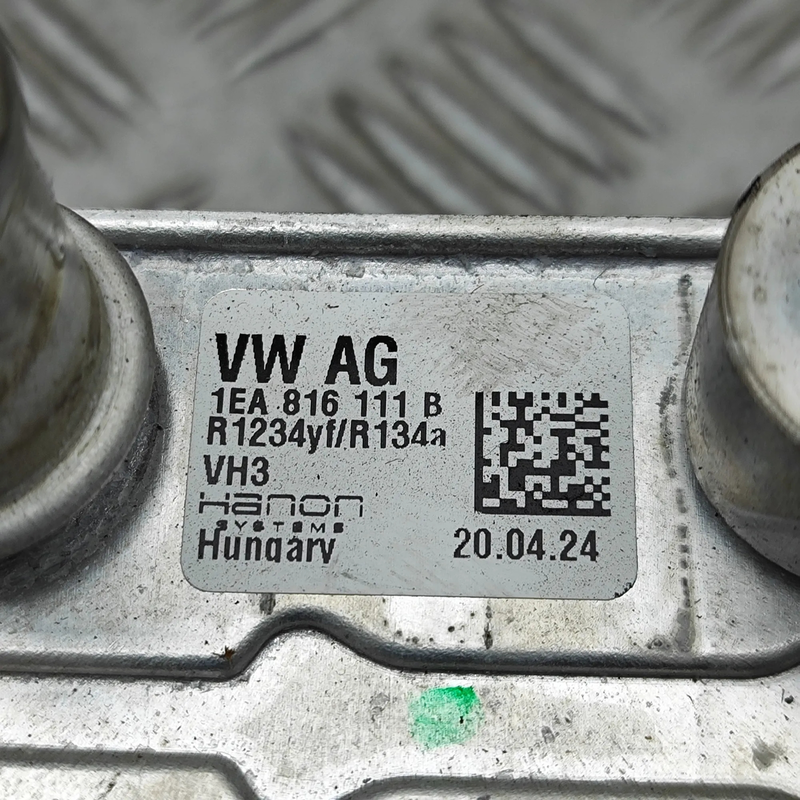 VW AG
1EA 816 111 B
R1234yf/R134a
VH3
Hanon
SYSTEMS
Hungary
20.04.24